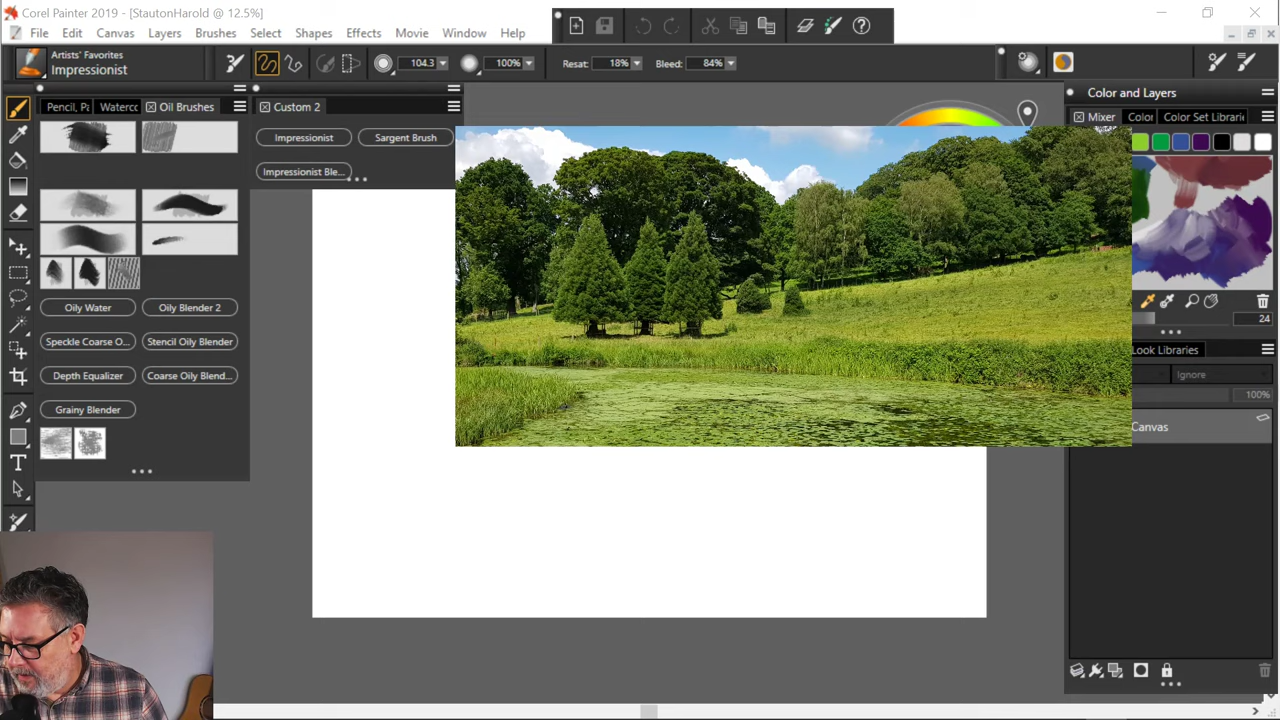 Corel Painter 2019 - [StautonHarold @ 12.5%]
File Edit Canvas Layers Brushes Select Shapes Effects Movie Window Help
Artists' Favorites
Impressionist
104.3
100%
Resat: 18%
Bleed: 84%
Color and Layers
Pencil, Pa
Waterco
Oil Brushes
Custom 2
Mixer
Color
Color Set Librarie
Impressionist
Sargent Brush
Impressionist Ble...
Oily Water
Oily Blender 2
24
Speckle Coarse O...
Stencil Oily Blender
Look Libraries
Depth Equalizer
Coarse Oily Blend...
Ignore
100%
Grainy Blender
Canvas
T